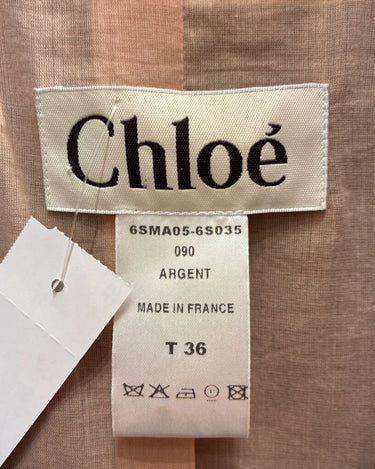 Chloé
6SMA05-6S035
090
ARGENT
MADE IN FRANCE
T 36